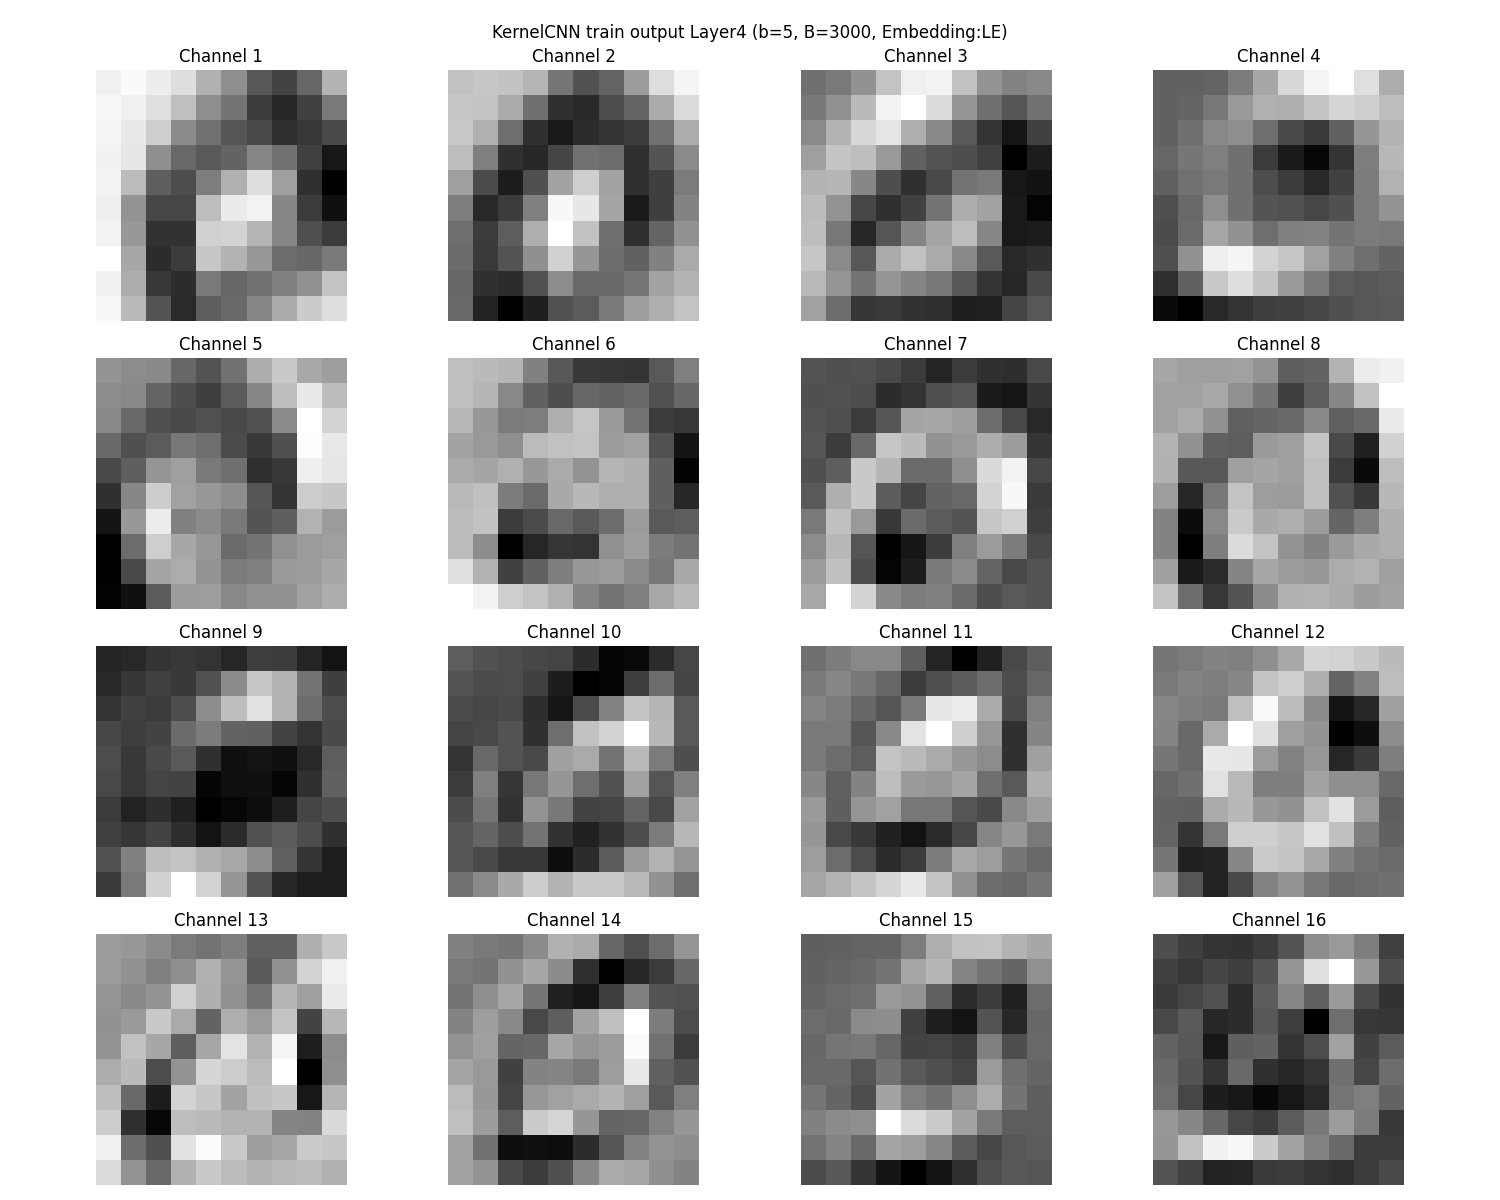 KernelCNN train output Layer4 (b=5, B=3000, Embedding:LE)
Channel 1
Channel 2
Channel 3
Channel 4
Channel 5
Channel 6
Channel 7
Channel 8
Channel 9
Channel 10
Channel 11
Channel 12
Channel 13
Channel 14
Channel 15
Channel 16